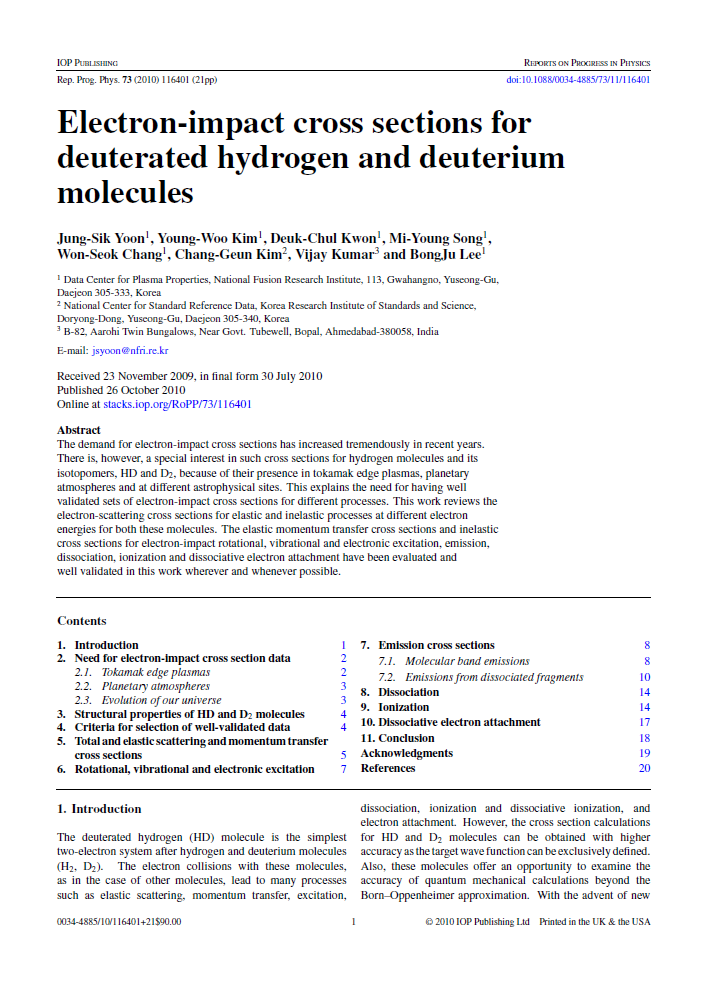 IOP PUBLISHING
REPORTS ON PROGRESS IN PHYSICS
Rep. Prog. Phys. 73 (2010) 116401 (21pp)
doi:10.1088/0034-4885/73/11/116401
Electron-impact cross sections for
deuterated hydrogen and deuterium
molecules
Jung-Sik Yoon1, Young-Woo Kim1, Deuk-Chul Kwon1, Mi-Young Song1,
Won-Seok Chang1, Chang-Geun Kim2, Vijay Kumar3 and BongJu Lee1
1 Data Center for Plasma Properties, National Fusion Research Institute, 113, Gwahangno, Yuseong-Gu,
Daejeon 305-333, Korea
2 National Center for Standard Reference Data, Korea Research Institute of Standards and Science,
Doryong-Dong, Yuseong-Gu, Daejeon 305-340, Korea
3 B-82, Aarohi Twin Bungalows, Near Govt. Tubewell, Bopal, Ahmedabad-380058, India
E-mail: jsyoon@nfri.re.kr
Received 23 November 2009, in final form 30 July 2010
Published 26 October 2010
Online at stacks.iop.org/RoPP/73/116401
Abstract
The demand for electron-impact cross sections has increased tremendously in recent years.
There is, however, a special interest in such cross sections for hydrogen molecules and its
isotopomers, HD and D2, because of their presence in tokamak edge plasmas, planetary
atmospheres and at different astrophysical sites. This explains the need for having well
validated sets of electron-impact cross sections for different processes. This work reviews the
electron-scattering cross sections for elastic and inelastic processes at different electron
energies for both these molecules. The elastic momentum transfer cross sections and inelastic
cross sections for electron-impact rotational, vibrational and electronic excitation, emission,
dissociation, ionization and dissociative electron attachment have been evaluated and
well validated in this work wherever and whenever possible.
Contents
1. Introduction 1
2. Need for electron-impact cross section data 2
2.1. Tokamak edge plasmas 2
2.2. Planetary atmospheres 3
2.3. Evolution of our universe 3
3. Structural properties of HD and D2 molecules 4
4. Criteria for selection of well-validated data 4
5. Total and elastic scattering and momentum transfer
cross sections 5
6. Rotational, vibrational and electronic excitation 7
7. Emission cross sections 8
7.1. Molecular band emissions 8
7.2. Emissions from dissociated fragments 10
8. Dissociation 14
9. Ionization 14
10. Dissociative electron attachment 17
11. Conclusion 18
Acknowledgments 19
References 20
1. Introduction
The deuterated hydrogen (HD) molecule is the simplest
two-electron system after hydrogen and deuterium molecules
(H2, D2). The electron collisions with these molecules,
as in the case of other molecules, lead to many processes
such as elastic scattering, momentum transfer, excitation,
dissociation, ionization and dissociative ionization, and
electron attachment. However, the cross section calculations
for HD and D2 molecules can be obtained with higher
accuracy as the target wave function can be exclusively defined.
Also, these molecules offer an opportunity to examine the
accuracy of quantum mechanical calculations beyond the
Born–Oppenheimer approximation. With the advent of new
0034-4885/10/116401+21$90.00
1
© 2010 IOP Publishing Ltd Printed in the UK & the USA